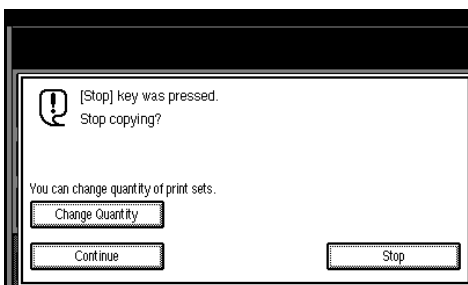 [Stop] key was pressed.
Stop copying?
You can change quantity of print sets.
Change Quantity
Continue
Stop